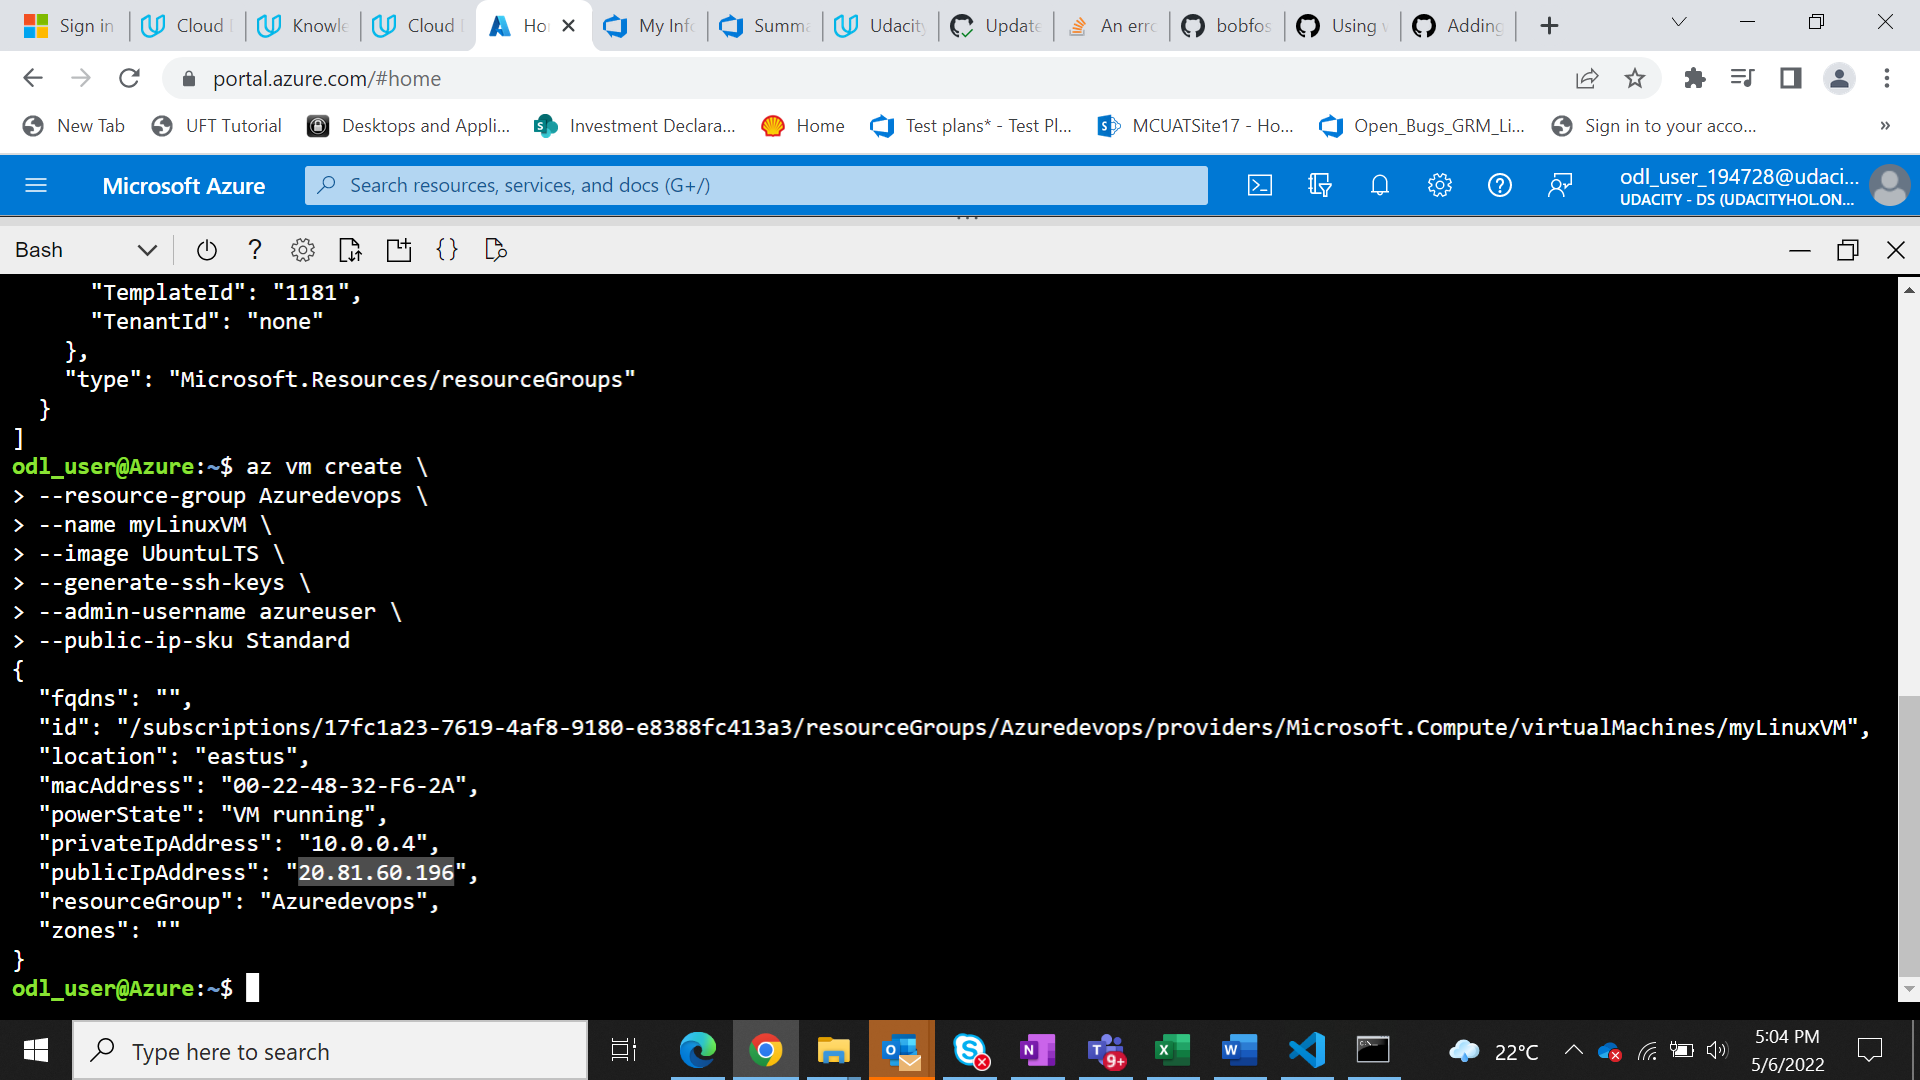 Sign in
Cloud
Knowle
Cloud
Ho
My Info
Summa
Udacity
Update
An erro
bobfos
Using
Adding
portal.azure.com/#home
New Tab
UFT Tutorial
Desktops and Appli...
Investment Declara...
Home
Test plans* - Test Pl...
MCUATSite17 - Ho...
Open_Bugs_GRM_Li...
Sign in to your acco...
»
Microsoft Azure
Search resources, services, and docs (G+/)
odl_user_194728@udaci...
UDACITY - DS (UDACITYHOL.ON...
Bash
"TemplateId": "1181",
"TenantId": "none"
},
"type": "Microsoft.Resources/resourceGroups"
}
]
odl_user@Azure:~$ az vm create \
> --resource-group Azuredevops \
> --name myLinuxVM \
> --image UbuntuLTS \
> --generate-ssh-keys \
> --admin-username azureuser \
> --public-ip-sku Standard
{
"fqdns": "",
"id": "/subscriptions/17fc1a23-7619-4af8-9180-e8388fc413a3/resourceGroups/Azuredevops/providers/Microsoft.Compute/virtualMachines/myLinuxVM",
"location": "eastus",
"macAddress": "00-22-48-32-F6-2A",
"powerState": "VM running",
"privateIpAddress": "10.0.0.4",
"publicIpAddress": "20.81.60.196",
"resourceGroup": "Azuredevops",
"zones": ""
}
odl_user@Azure:~$
Type here to search
9+
22°C
5:04 PM
5/6/2022